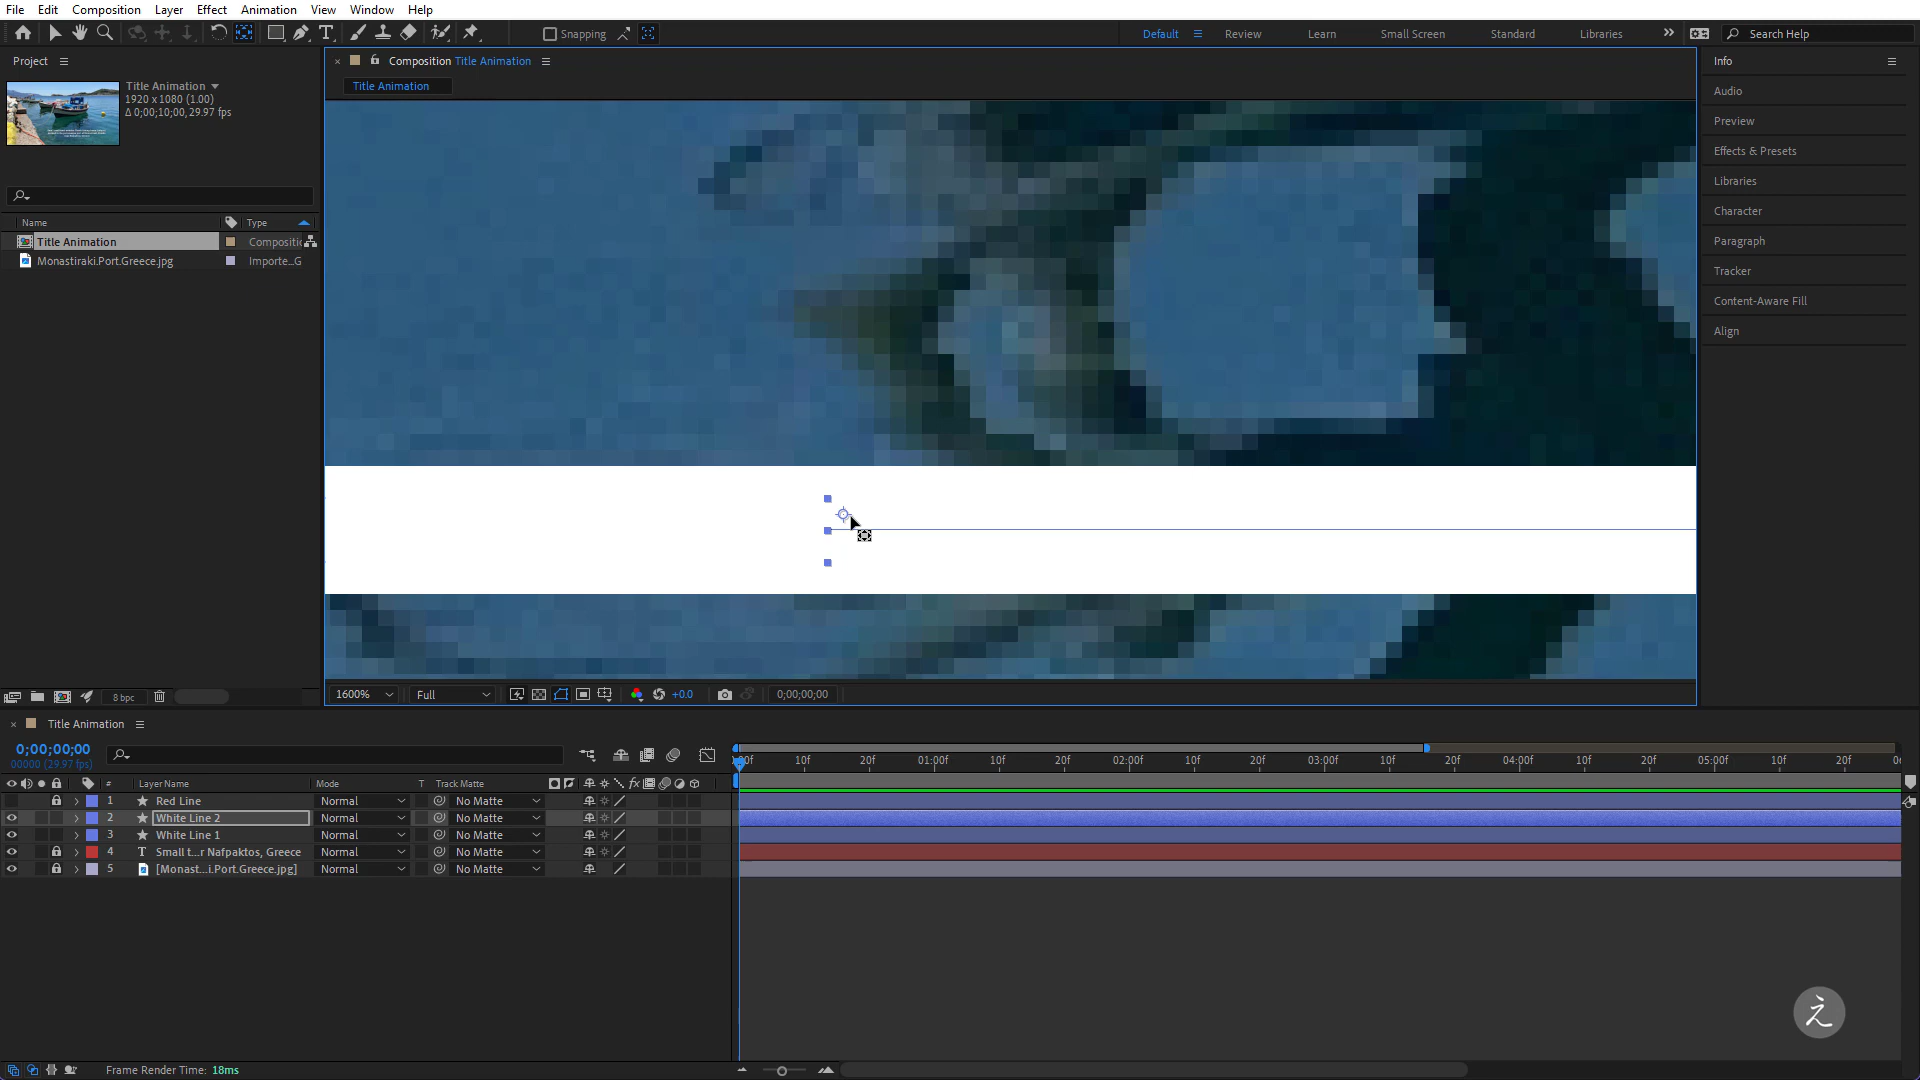 File Edit Composition Layer Effect Animation View Window Help
Snapping
Default Review Learn Small Screen Standard Libraries Search Help
Project
Title Animation
1920 x 1080 (1.00)
Δ 0;00;10;00, 29.97 fps
Name Type
Title Animation Compositi
Monastiraki.Port.Greece.jpg Importe...G
8 bpc
Composition Title Animation
Title Animation
1600% Full +0.0 0;00;00;00
Info
Audio
Preview
Effects & Presets
Libraries
Character
Paragraph
Tracker
Content-Aware Fill
Align
Title Animation
0;00;00;00
00000 (29.97 fps)
# Layer Name Mode T Track Matte fx
1 Red Line Normal No Matte
2 White Line 2 Normal No Matte
3 White Line 1 Normal No Matte
4 Small t...r Nafpaktos, Greece Normal No Matte
5 [Monast...i.Port.Greece.jpg] Normal No Matte
10f 20f 01:00f 10f 20f 02:00f 10f 20f 03:00f 10f 20f 04:00f 10f 20f 05:00f 10f 20f
Frame Render Time: 18ms
之